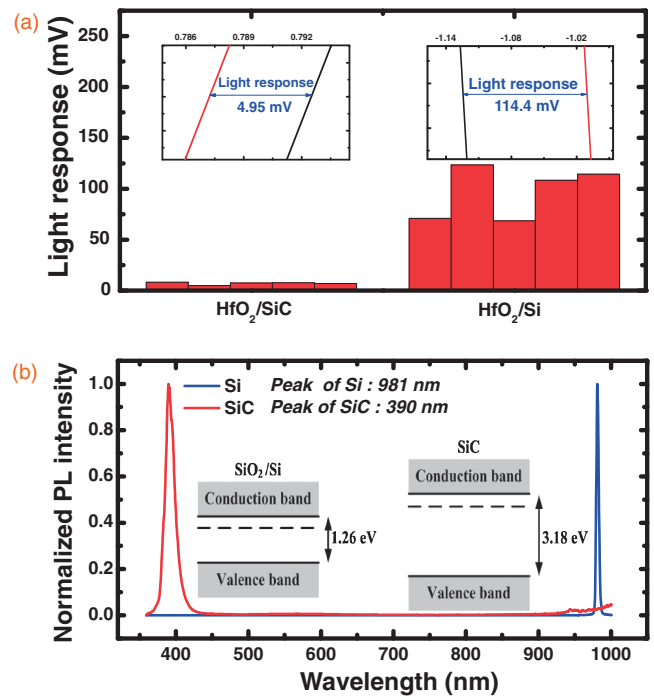 (a)
Light response (mV)
250
200
150
100
50
0
0.786 0.789 0.792
Light response
4.95 mV
-1.14 -1.08 -1.02
Light response
114.4 mV
HfO₂/SiC HfO₂/Si
(b)
Normalized PL intensity
1.0
0.8
0.6
0.4
0.2
0.0
Si Peak of Si : 981 nm
SiC Peak of SiC : 390 nm
SiO₂/Si
Conduction band
1.26 eV
Valence band
SiC
Conduction band
3.18 eV
Valence band
400 500 600 700 800 900 1000
Wavelength (nm)